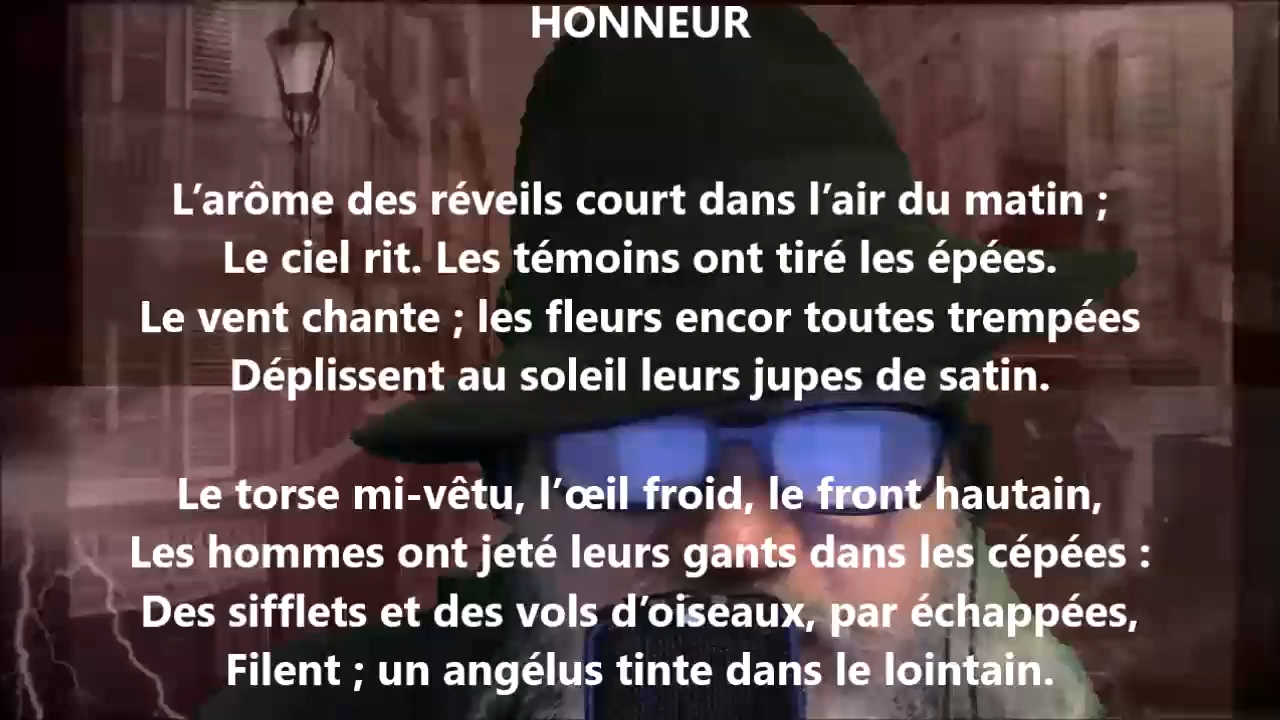 HONNEUR
L’arôme des réveils court dans l’air du matin ;
Le ciel rit. Les témoins ont tiré les épées.
Le vent chante ; les fleurs encor toutes trempées
Déplissent au soleil leurs jupes de satin.
Le torse mi-vêtu, l’œil froid, le front hautain,
Les hommes ont jeté leurs gants dans les cépées :
Des sifflets et des vols d’oiseaux, par échappées,
Filent ; un angélus tinte dans le lointain.